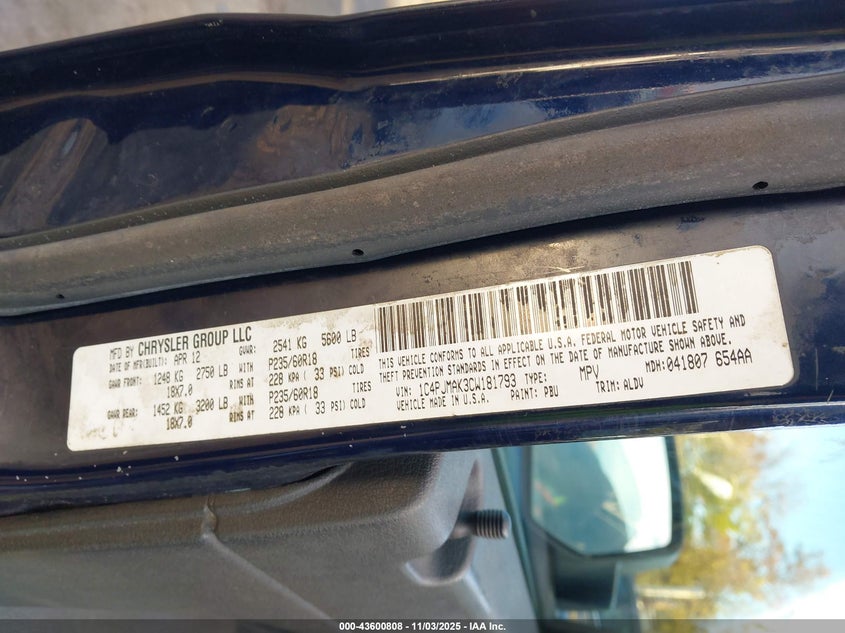 MFD BY CHRYSLER GROUP LLC
DATE OF MFR(BUILT): APR 12 GVWR: 2541 KG 5600 LB
GAWR FRONT: 1248 KG 2750 LB WITH P235/60R18 TIRES
18X7.0 RIMS AT 228 KPA ( 33 PSI) COLD
GAWR REAR: 1452 KG 3200 LB WITH P235/60R18 TIRES
18X7.0 RIMS AT 228 KPA ( 33 PSI) COLD
THIS VEHICLE CONFORMS TO ALL APPLICABLE U.S.A. FEDERAL MOTOR VEHICLE SAFETY AND
THEFT PREVENTION STANDARDS IN EFFECT ON THE DATE OF MANUFACTURE SHOWN ABOVE.
VIN: 1C4PJMAK3CW181793 TYPE: MPV MDH: 041807 654AA
VEHICLE MADE IN U.S.A. PAINT: PBU TRIM: ALDV
000-43600808 - 11/03/2025 - IAA Inc.